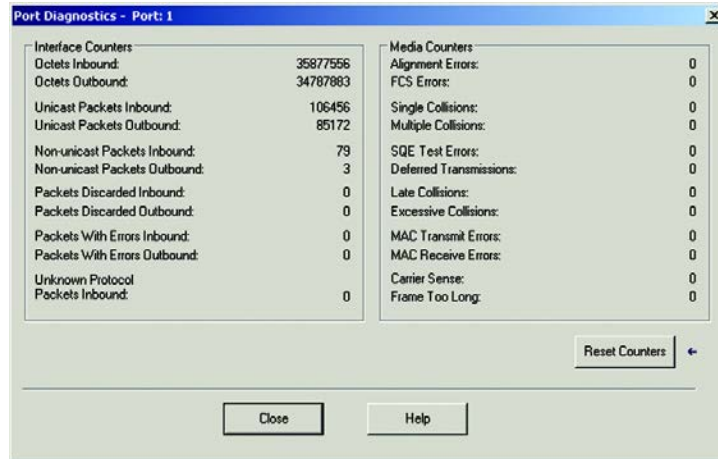 Port Diagnostics - Port: 1
Interface Counters
Octets Inbound: 35877556
Octets Outbound: 34787883
Unicast Packets Inbound: 106456
Unicast Packets Outbound: 85172
Non-unicast Packets Inbound: 79
Non-unicast Packets Outbound: 3
Packets Discarded Inbound: 0
Packets Discarded Outbound: 0
Packets With Errors Inbound: 0
Packets With Errors Outbound: 0
Unknown Protocol
Packets Inbound: 0
Media Counters
Alignment Errors: 0
FCS Errors: 0
Single Collisions: 0
Multiple Collisions: 0
SQE Test Errors: 0
Deferred Transmissions: 0
Late Collisions: 0
Excessive Collisions: 0
MAC Transmit Errors: 0
MAC Receive Errors: 0
Carrier Sense: 0
Frame Too Long: 0
Reset Counters
Close Help